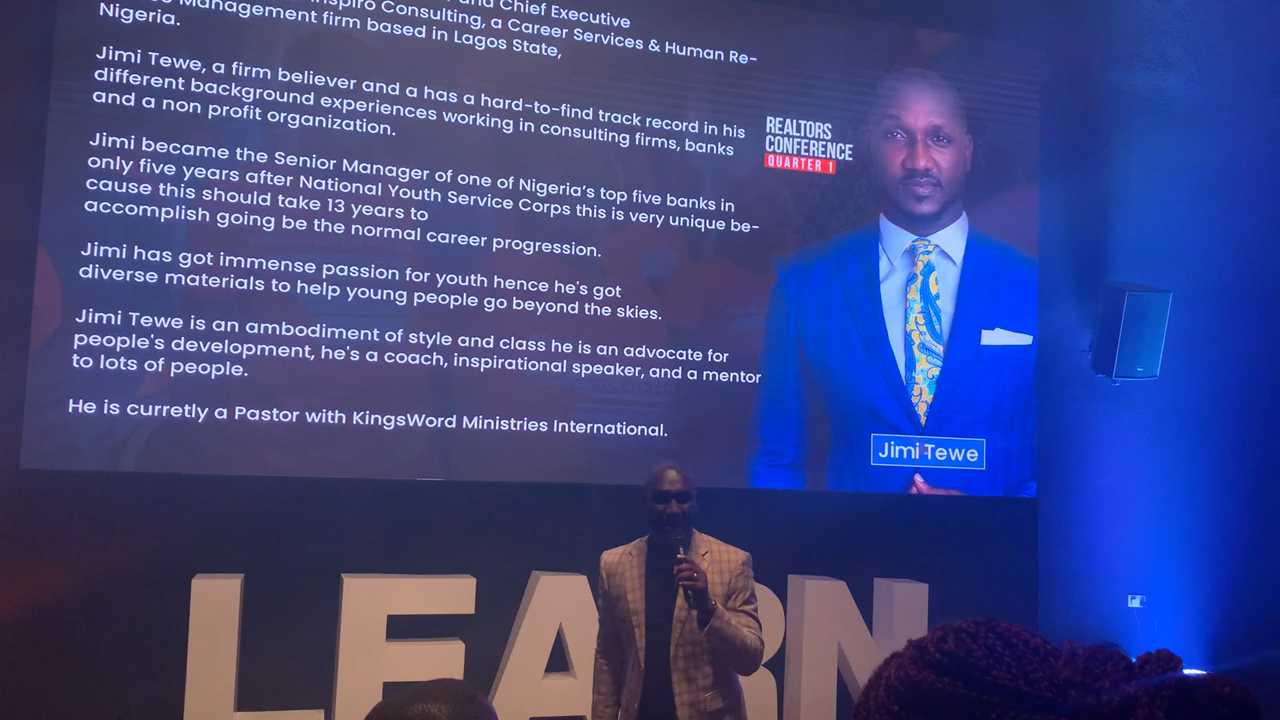 and Chief Executive
Inspiro Consulting, a Career Services & Human Re-
Management firm based in Lagos State,
Nigeria.
Jimi Tewe, a firm believer and a has a hard-to-find track record in his
different background experiences working in consulting firms, banks
and a non profit organization.
Jimi became the Senior Manager of one of Nigeria's top five banks in
only five years after National Youth Service Corps this is very unique be-
cause this should take 13 years to
accomplish going be the normal career progression.
Jimi has got immense passion for youth hence he's got
diverse materials to help young people go beyond the skies.
Jimi Tewe is an ambodiment of style and class he is an advocate for
people's development, he's a coach, inspirational speaker, and a mentor
to lots of people.
He is curretly a Pastor with KingsWord Ministries International.
REALTORS
CONFERENCE
QUARTER 1
Jimi Tewe
LEARN